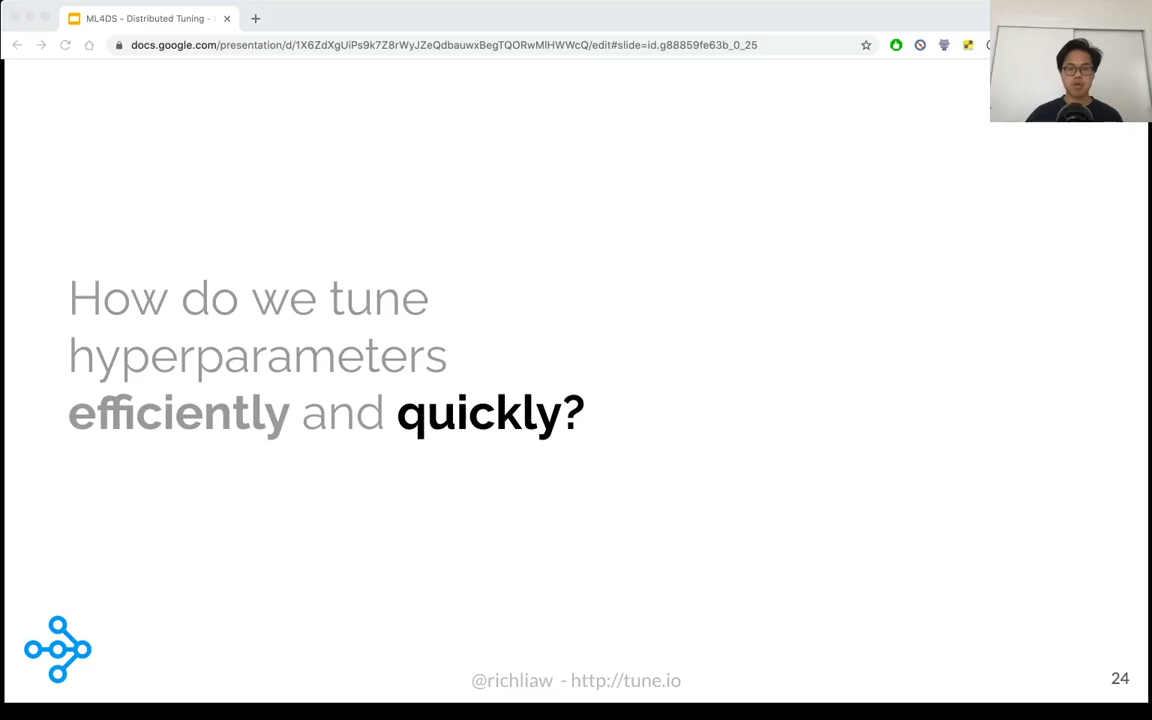 ML4DS - Distributed Tuning -
docs.google.com/presentation/d/1X6ZdXgUiPs9k7Z8rWyJZeQdbauwxBegTQORwMlHWWcQ/edit#slide=id.g88859fe63b_0_25
How do we tune
hyperparameters
efficiently and quickly?
@richliaw - http://tune.io
24